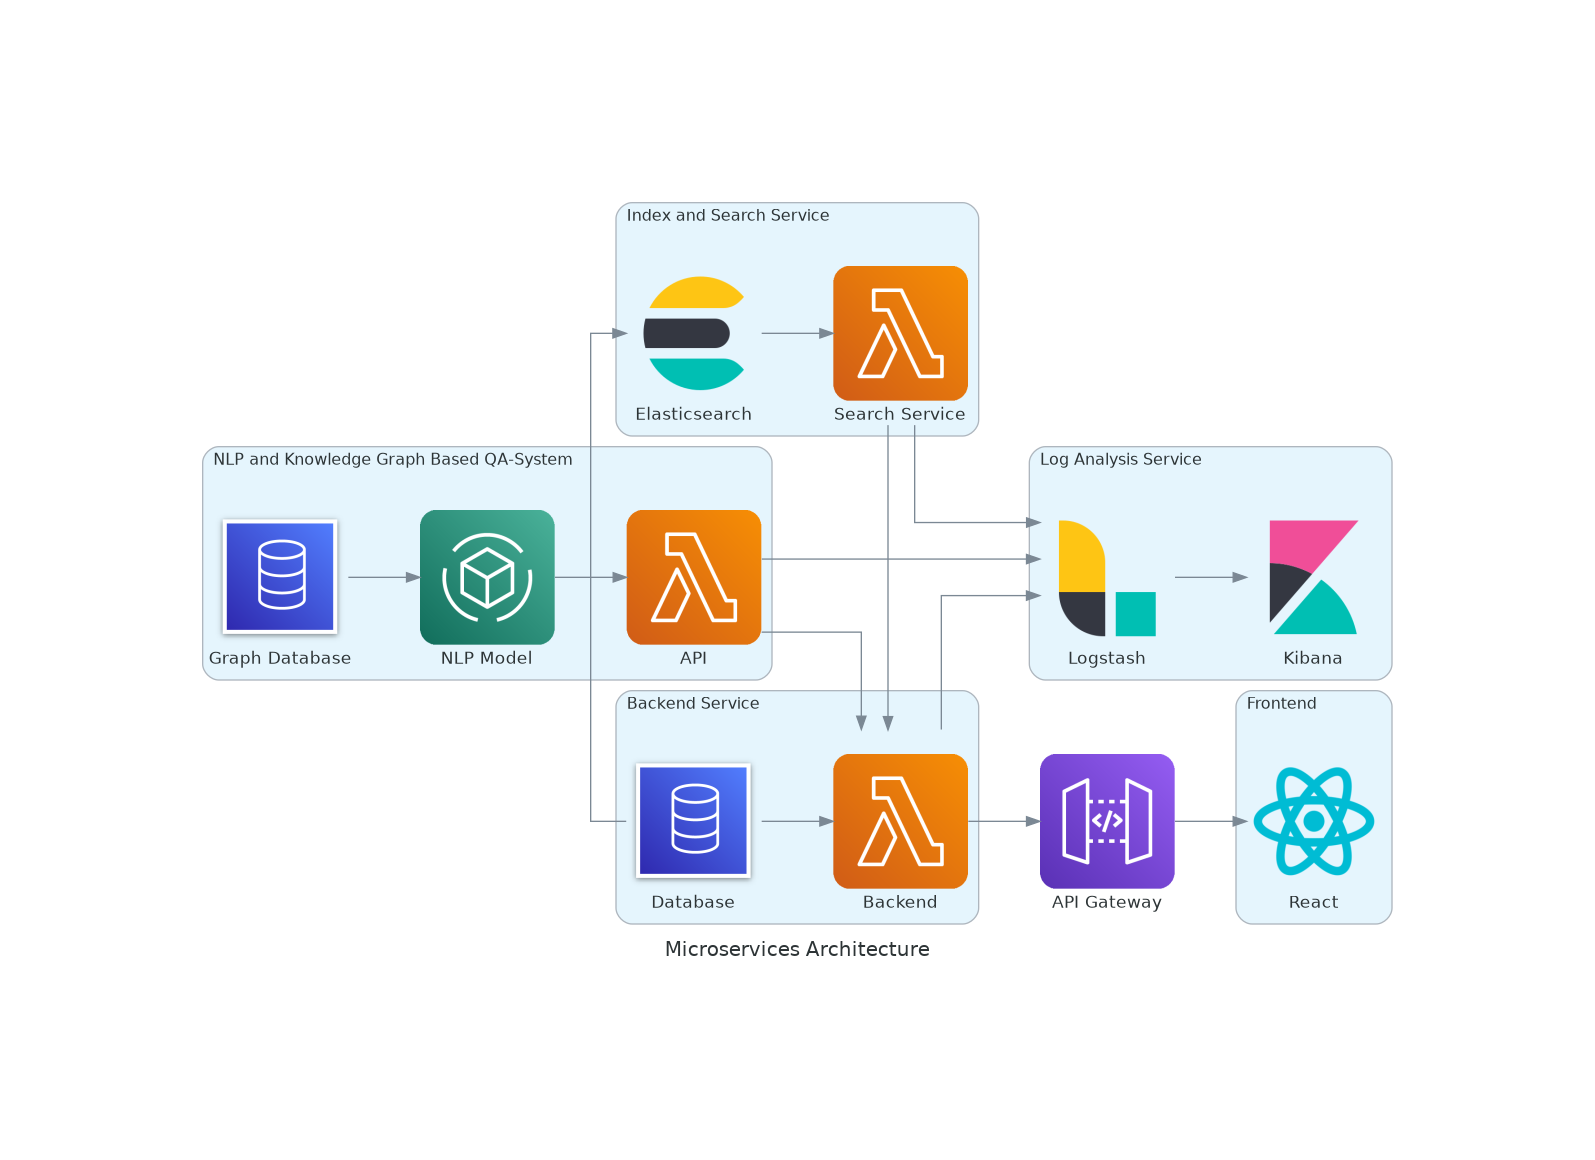 Index and Search Service
Elasticsearch
Search Service
NLP and Knowledge Graph Based QA-System
Graph Database
NLP Model
API
Log Analysis Service
Logstash
Kibana
Backend Service
Database
Backend
API Gateway
Frontend
React
Microservices Architecture